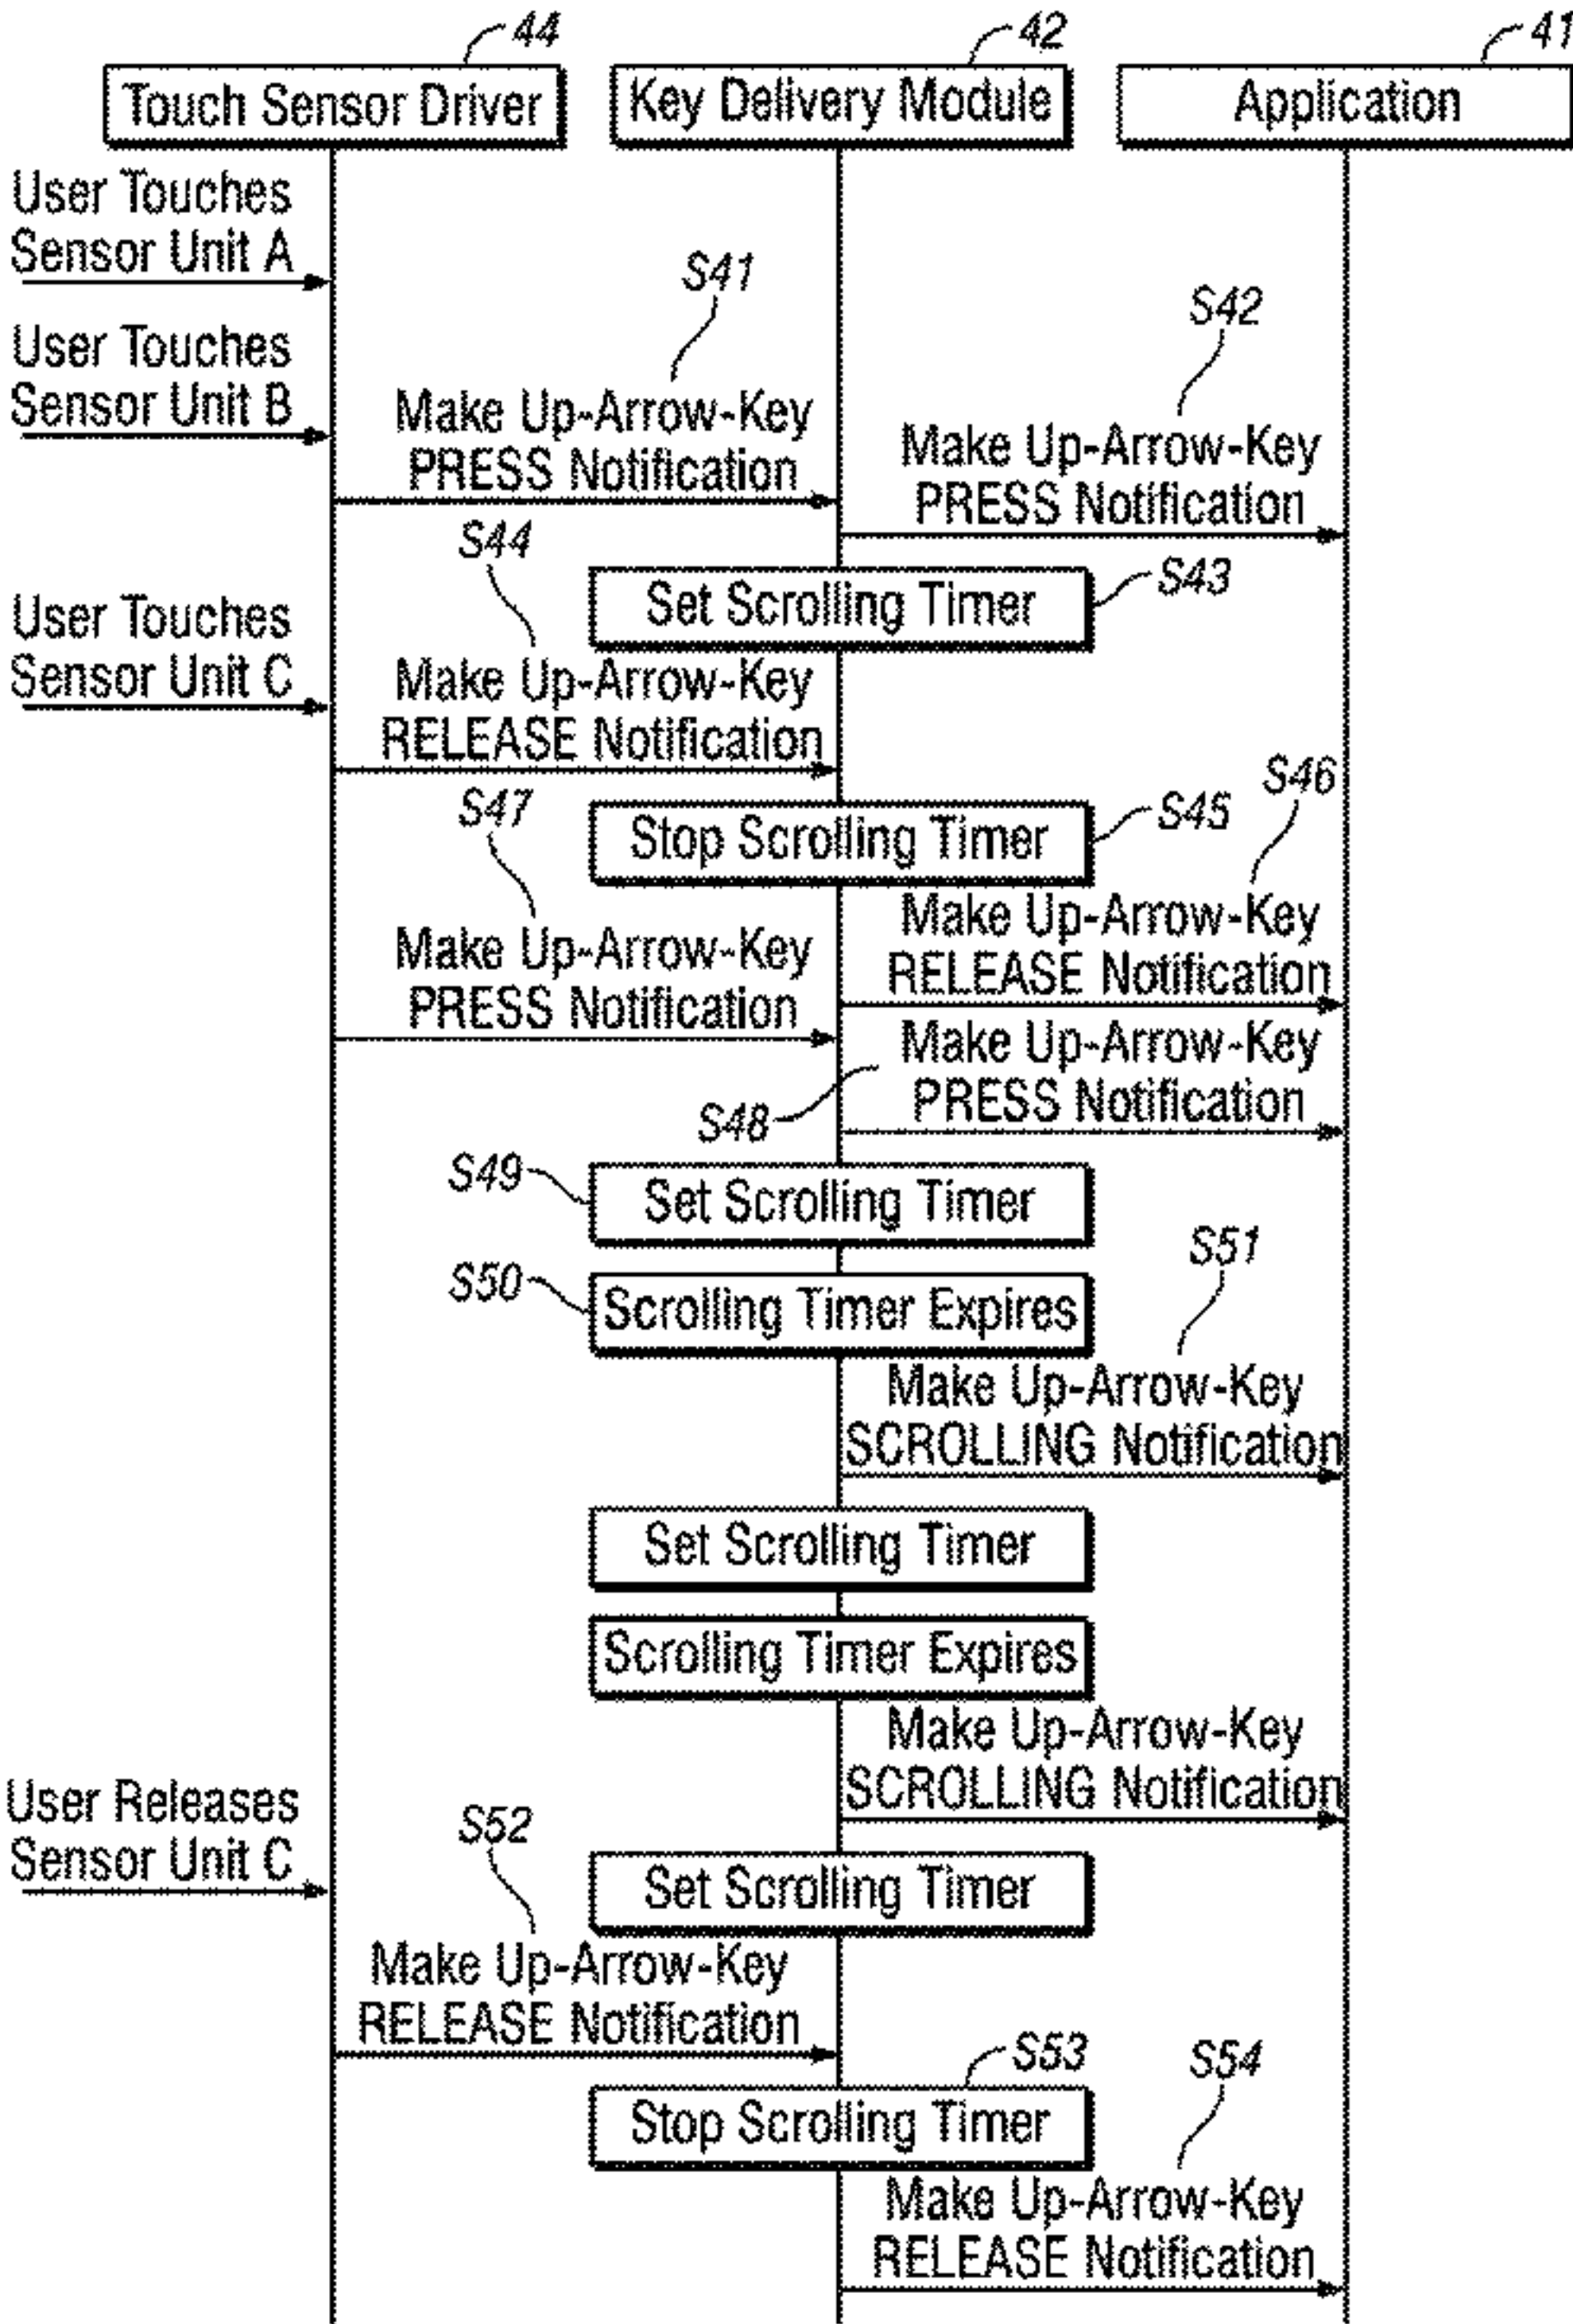 44
42
41
Touch Sensor Driver
Key Delivery Module
Application
User Touches
Sensor Unit A
S41
S42
User Touches
Sensor Unit B
Make Up-Arrow-Key
PRESS Notification
Make Up-Arrow-Key
PRESS Notification
S44
Set Scrolling Timer
S43
User Touches
Sensor Unit C
Make Up-Arrow-Key
RELEASE Notification
S46
S47
Stop Scrolling Timer
S45
Make Up-Arrow-Key
RELEASE Notification
Make Up-Arrow-Key
PRESS Notification
Make Up-Arrow-Key
PRESS Notification
S48
S49
Set Scrolling Timer
S51
S50
Scrolling Timer Expires
Make Up-Arrow-Key
SCROLLING Notification
Set Scrolling Timer
Scrolling Timer Expires
Make Up-Arrow-Key
SCROLLING Notification
User Releases
Sensor Unit C
S52
Set Scrolling Timer
Make Up-Arrow-Key
RELEASE Notification
S53
S54
Stop Scrolling Timer
Make Up-Arrow-Key
RELEASE Notification